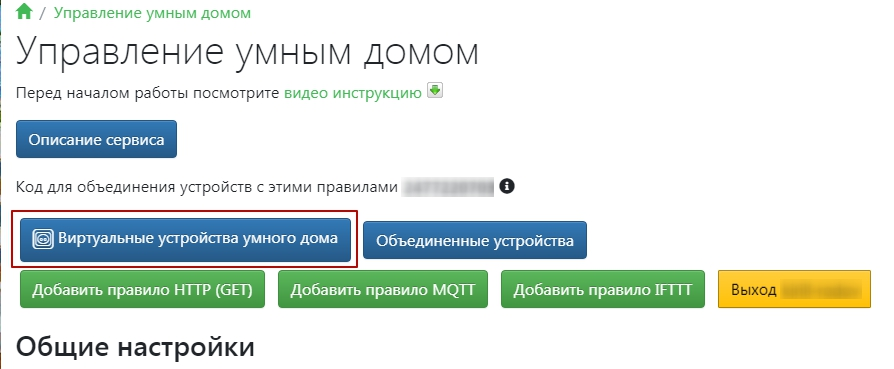 / Управление умным домом
Управление умным домом
Перед началом работы посмотрите видео инструкцию
Описание сервиса
Код для объединения устройств с этими правилами
Виртуальные устройства умного дома Объединенные устройства
Добавить правило HTTP (GET) Добавить правило MQTT Добавить правило IFTTT Выход
Общие настройки